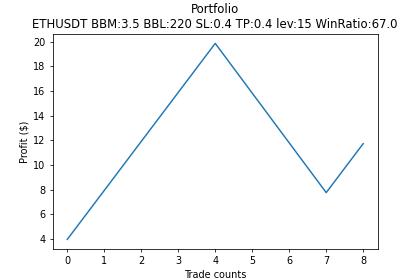 Portfolio
ETHUSDT BBM:3.5 BBL:220 SL:0.4 TP:0.4 lev:15 WinRatio:67.0
20
18
16
14
12
10
8
6
4
Profit ($)
0 1 2 3 4 5 6 7 8
Trade counts